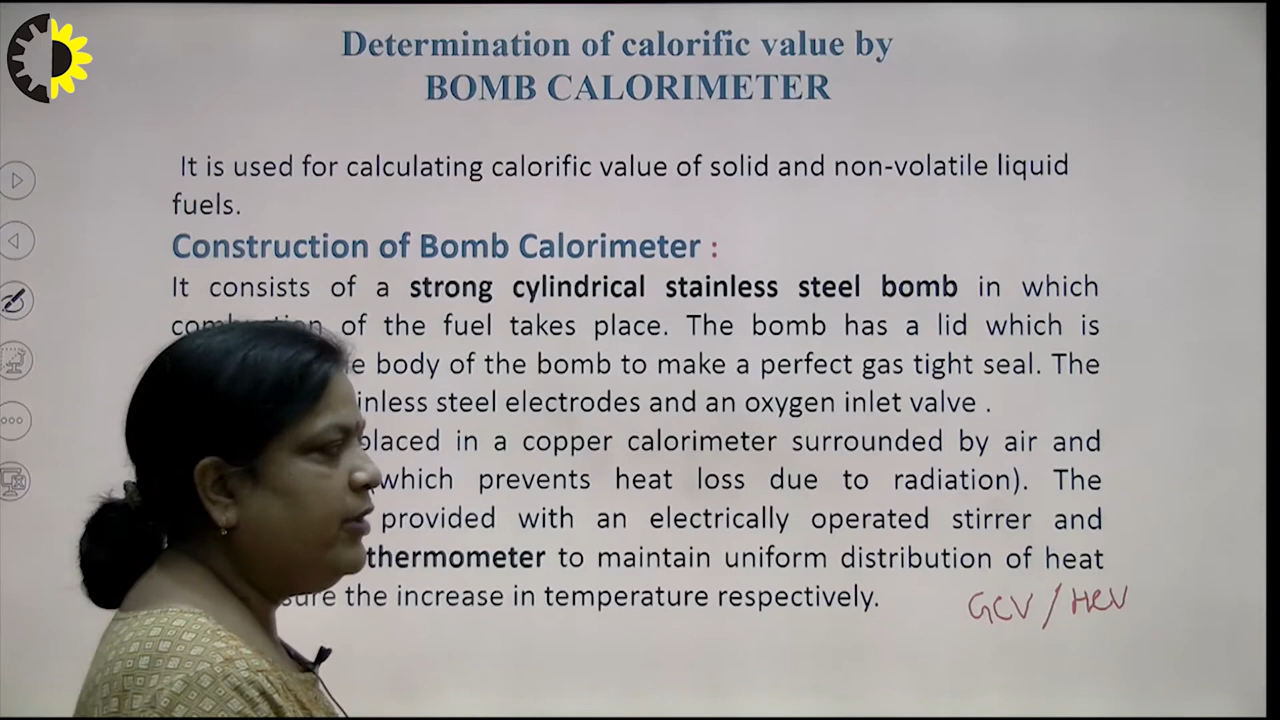 Determination of calorific value by
BOMB CALORIMETER
It is used for calculating calorific value of solid and non-volatile liquid
fuels.
Construction of Bomb Calorimeter :
It consists of a strong cylindrical stainless steel bomb in which
of the fuel takes place. The bomb has a lid which is
body of the bomb to make a perfect gas tight seal. The
steel electrodes and an oxygen inlet valve .
in a copper calorimeter surrounded by air and
which prevents heat loss due to radiation). The
provided with an electrically operated stirrer and
thermometer to maintain uniform distribution of heat
the increase in temperature respectively.
GCV / HCV